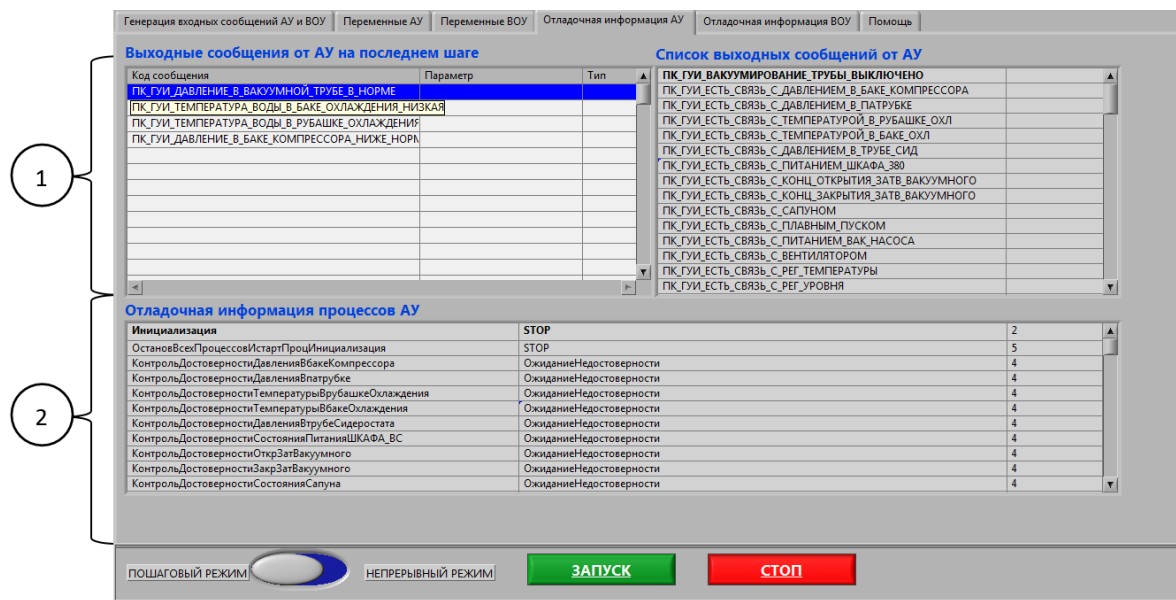 Генерация входных сообщений АУ и ВОУ
Переменные АУ
Переменные ВОУ
Отладочная информация АУ
Отладочная информация ВОУ
Помощь
Выходные сообщения от АУ на последнем шаге
Код сообщения Параметр Тип
ПК_ГУИ_ДАВЛЕНИЕ_В_ВАКУУМНОЙ_ТРУБЕ_В_НОРМЕ
ПК_ГУИ_ТЕМПЕРАТУРА_ВОДЫ_В_БАКЕ_ОХЛАЖДЕНИЯ_НИЗКАЯ
ПК_ГУИ_ТЕМПЕРАТУРА_ВОДЫ_В_РУБАШКЕ_ОХЛАЖДЕНИЯ
ПК_ГУИ_ДАВЛЕНИЕ_В_БАКЕ_КОМПРЕССОРА_НИЖЕ_НОРМ
Список выходных сообщений от АУ
ПК_ГУИ_ВАКУУМИРОВАНИЕ_ТРУБЫ_ВЫКЛЮЧЕНО
ПК_ГУИ_ЕСТЬ_СВЯЗЬ_С_ДАВЛЕНИЕМ_В_БАКЕ_КОМПРЕССОРА
ПК_ГУИ_ЕСТЬ_СВЯЗЬ_С_ДАВЛЕНИЕМ_В_ПАТРУБКЕ
ПК_ГУИ_ЕСТЬ_СВЯЗЬ_С_ТЕМПЕРАТУРОЙ_В_РУБАШКЕ_ОХЛ
ПК_ГУИ_ЕСТЬ_СВЯЗЬ_С_ТЕМПЕРАТУРОЙ_В_БАКЕ_ОХЛ
ПК_ГУИ_ЕСТЬ_СВЯЗЬ_С_ДАВЛЕНИЕМ_В_ТРУБЕ_СИД
ПК_ГУИ_ЕСТЬ_СВЯЗЬ_С_ПИТАНИЕМ_ШКАФА_380
ПК_ГУИ_ЕСТЬ_СВЯЗЬ_С_КОНЦ_ОТКРЫТИЯ_ЗАТВ_ВАКУУМНОГО
ПК_ГУИ_ЕСТЬ_СВЯЗЬ_С_КОНЦ_ЗАКРЫТИЯ_ЗАТВ_ВАКУУМНОГО
ПК_ГУИ_ЕСТЬ_СВЯЗЬ_С_САПУНОМ
ПК_ГУИ_ЕСТЬ_СВЯЗЬ_С_ПЛАВНЫМ_ПУСКОМ
ПК_ГУИ_ЕСТЬ_СВЯЗЬ_С_ПИТАНИЕМ_ВАК_НАСОСА
ПК_ГУИ_ЕСТЬ_СВЯЗЬ_С_ВЕНТИЛЯТОРОМ
ПК_ГУИ_ЕСТЬ_СВЯЗЬ_С_РЕГ_ТЕМПЕРАТУРЫ
ПК_ГУИ_ЕСТЬ_СВЯЗЬ_С_РЕГ_УРОВНЯ
1
Отладочная информация процессов АУ
Инициализация STOP 2
ОстановВсехПроцессовИстартПроцИнициализация STOP 5
КонтрольДостоверностиДавленияВбакеКомпрессора ОжиданиеНедостоверности 4
КонтрольДостоверностиДавленияВпатрубке ОжиданиеНедостоверности 4
КонтрольДостоверностиТемпературыВрубашкеОхлаждения ОжиданиеНедостоверности 4
КонтрольДостоверностиТемпературыВбакеОхлаждения ОжиданиеНедостоверности 4
КонтрольДостоверностиДавленияВтрубеСидеростата ОжиданиеНедостоверности 4
КонтрольДостоверностиСостоянияПитанияШКАФА_ВС ОжиданиеНедостоверности 4
КонтрольДостоверностиОткрЗатВакуумного ОжиданиеНедостоверности 4
КонтрольДостоверностиЗакрЗатВакуумного ОжиданиеНедостоверности 4
КонтрольДостоверностиСостоянияСапуна ОжиданиеНедостоверности 4
2
ПОШАГОВЫЙ РЕЖИМ
НЕПРЕРЫВНЫЙ РЕЖИМ
ЗАПУСК
СТОП